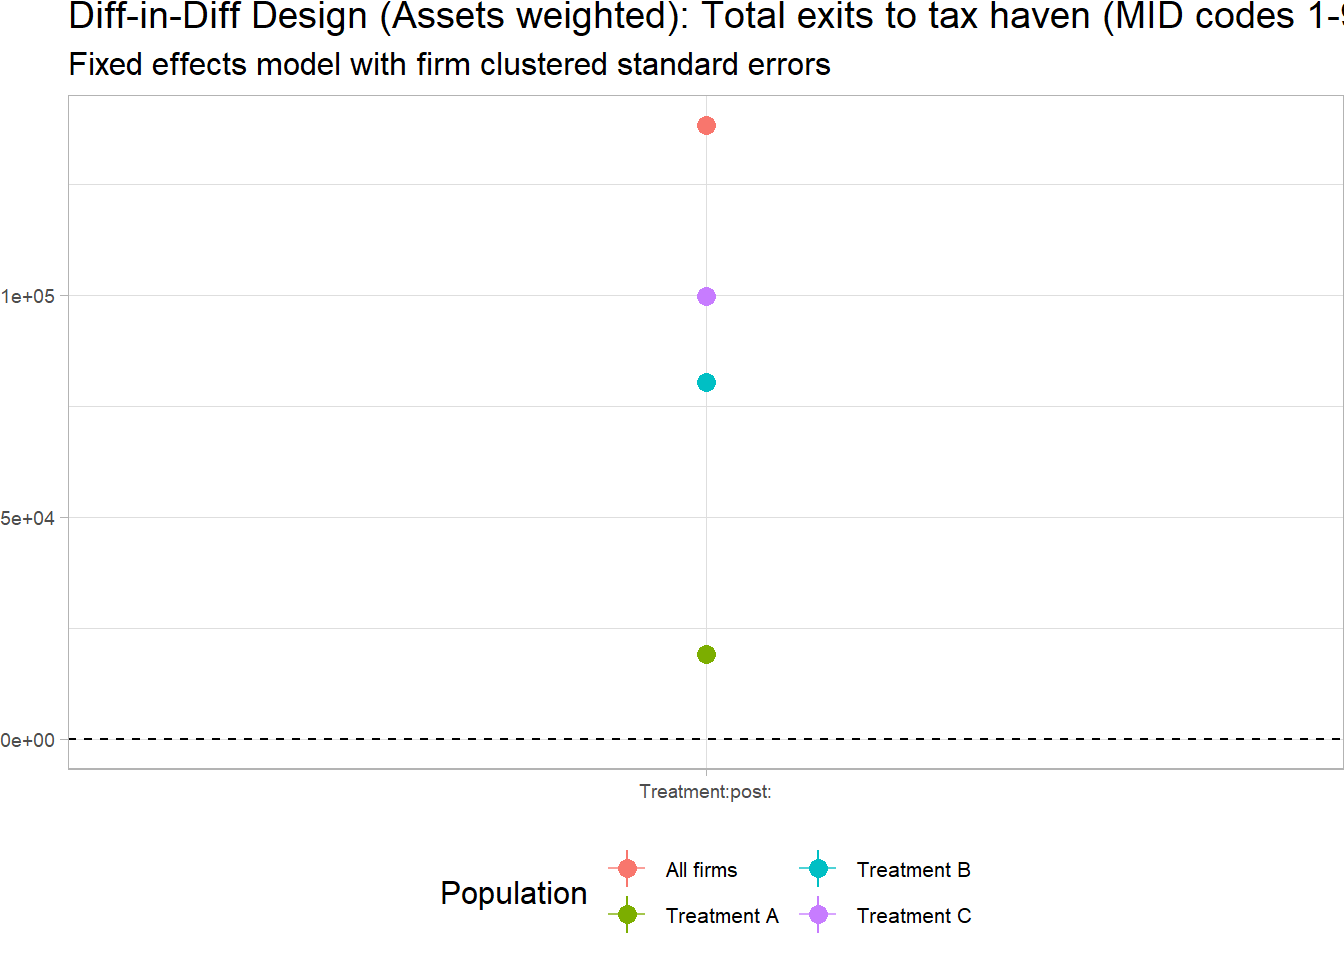 Diff-in-Diff Design (Assets weighted): Total exits to tax haven (MID codes 1-9
Fixed effects model with firm clustered standard errors
1e+05
5e+04
0e+00
Treatment:post:
Population
All firms
Treatment B
Treatment A
Treatment C